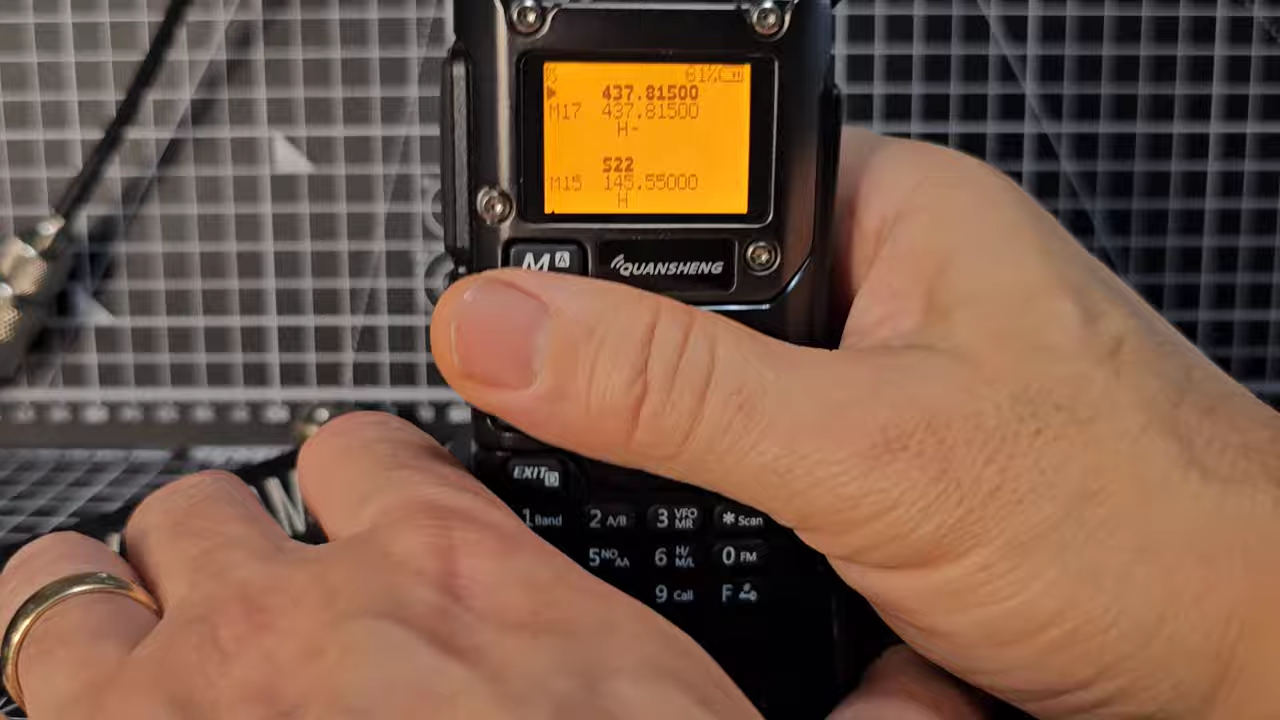 81%
437.81500
M17 437.81500
H-
S22
M15 145.55000
H
M A
QUANSHENG
EXIT D
1 Band 2 A/B 3 VFO MR * Scan
5 NOAA 6 H/M/L 0 FM
9 Call F